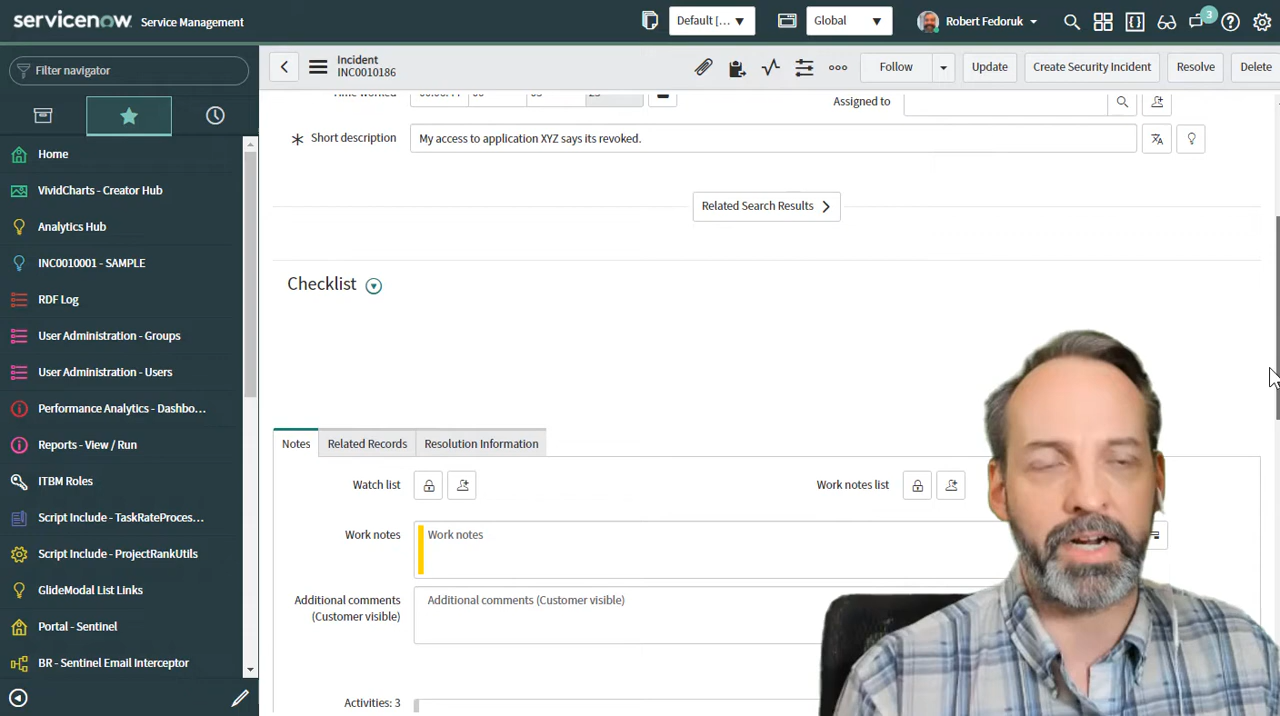 servicenow Service Management
Default [... ▼
Global ▼
Robert Fedoruk
3
Filter navigator
Home
VividCharts - Creator Hub
Analytics Hub
INC0010001 - SAMPLE
RDF Log
User Administration - Groups
User Administration - Users
Performance Analytics - Dashbo...
Reports - View / Run
ITBM Roles
Script Include - TaskRateProces...
Script Include - ProjectRankUtils
GlideModal List Links
Portal - Sentinel
BR - Sentinel Email Interceptor
Incident
INC0010186
Follow
Update
Create Security Incident
Resolve
Delete
Time worked
Assigned to
Short description
My access to application XYZ says its revoked.
Related Search Results
Checklist
Notes
Related Records
Resolution Information
Watch list
Work notes list
Work notes
Work notes
Additional comments
(Customer visible)
Additional comments (Customer visible)
Activities: 3